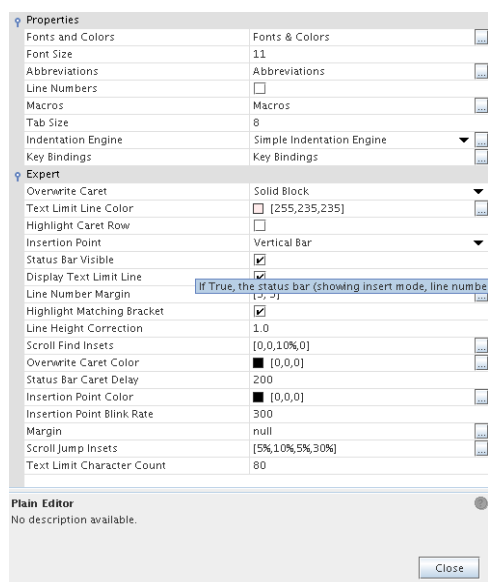 Properties
Fonts and Colors Fonts & Colors ...
Font Size 11
Abbreviations Abbreviations ...
Line Numbers
Macros Macros ...
Tab Size 8
Indentation Engine Simple Indentation Engine ...
Key Bindings Key Bindings ...
Expert
Overwrite Caret Solid Block
Text Limit Line Color [255,235,235] ...
Highlight Caret Row
Insertion Point Vertical Bar
Status Bar Visible
Display Text Limit Line
If True, the status bar (showing insert mode, line numbe
Line Number Margin ...
Highlight Matching Bracket
Line Height Correction 1.0
Scroll Find Insets [0,0,10%,0] ...
Overwrite Caret Color [0,0,0] ...
Status Bar Caret Delay 200
Insertion Point Color [0,0,0] ...
Insertion Point Blink Rate 300
Margin null ...
Scroll Jump Insets [5%,10%,5%,30%] ...
Text Limit Character Count 80
Plain Editor ?
No description available.
Close